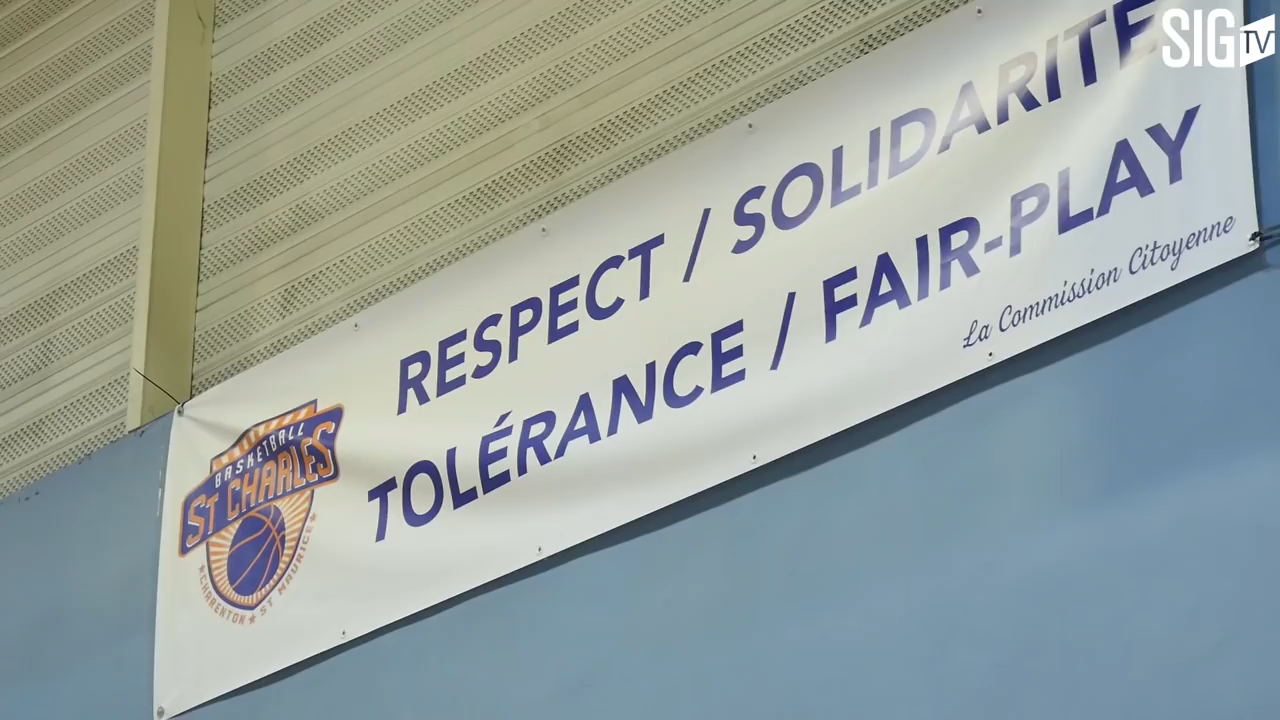 SIG TV
RESPECT / SOLIDARITÉ
TOLÉRANCE / FAIR-PLAY
La Commission Citoyenne
BASKETBALL
ST CHARLES
★ CHARENTON ★ ST MAURICE ★